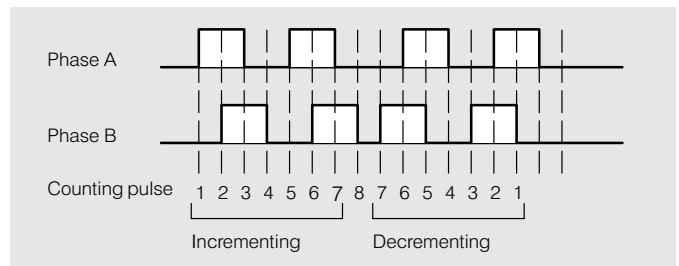 Phase A
Phase B
Counting pulse 1 2 3 4 5 6 7 8 7 6 5 4 3 2 1
Incrementing Decrementing